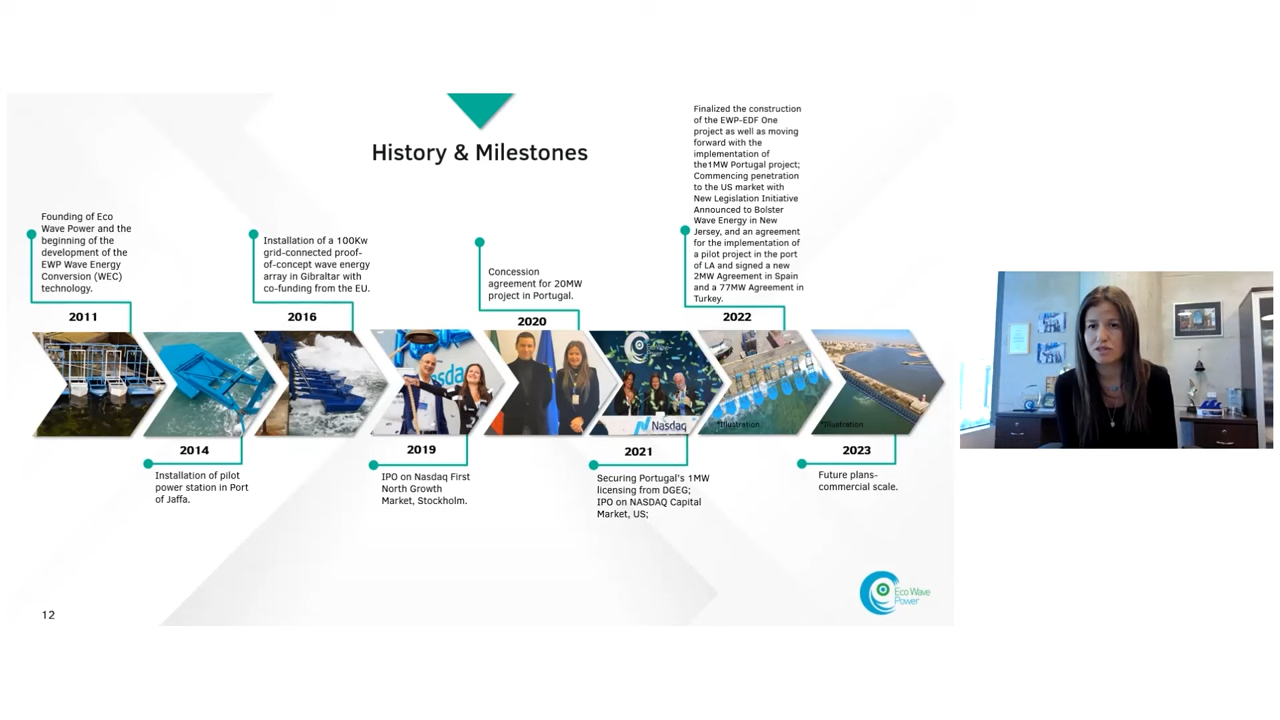 History & Milestones
Founding of Eco
Wave Power and the
beginning of the
development of the
EWP Wave Energy
Conversion (WEC)
technology.
2011
2014
Installation of pilot
power station in Port
of Jaffa.
Installation of a 100Kw
grid-connected proof-
of-concept wave energy
array in Gibraltar with
co-funding from the EU.
2016
Nasdaq
2019
IPO on Nasdaq First
North Growth
Market, Stockholm.
Concession
agreement for 20MW
project in Portugal.
2020
Nasdaq
2021
Securing Portugal's 1MW
licensing from DGEG;
IPO on NASDAQ Capital
Market, US;
Finalized the construction
of the EWP-EDF One
project as well as moving
forward with the
implementation of
the1MW Portugal project;
Commencing penetration
to the US market with
New Legislation Initiative
Announced to Bolster
Wave Energy in New
Jersey, and an agreement
for the implementation of
a pilot project in the port
of LA and signed a new
2MW Agreement in Spain
and a 77MW Agreement in
Turkey.
2022
*Illustration
*Illustration
2023
Future plans-
commercial scale.
12
Eco Wave
Power